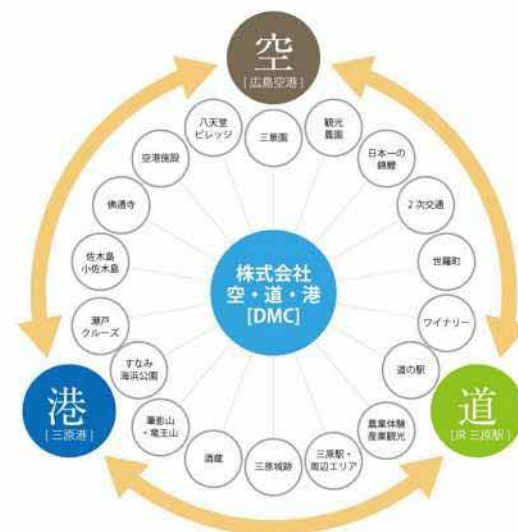 空
[広島空港]
八天堂
ビレッジ
三景園
観光
農園
空港施設
日本一の
錦鯉
佛通寺
2次交通
佐木島
小佐木島
株式会社
空・道・港
[DMC]
世羅町
瀬戸
クルーズ
ワイナリー
すなみ
海浜公園
道の駅
港
[三原港]
道
[JR 三原駅]
筆影山
・竜王山
農業体験
産業観光
酒蔵
三原城跡
三原駅・
周辺エリア